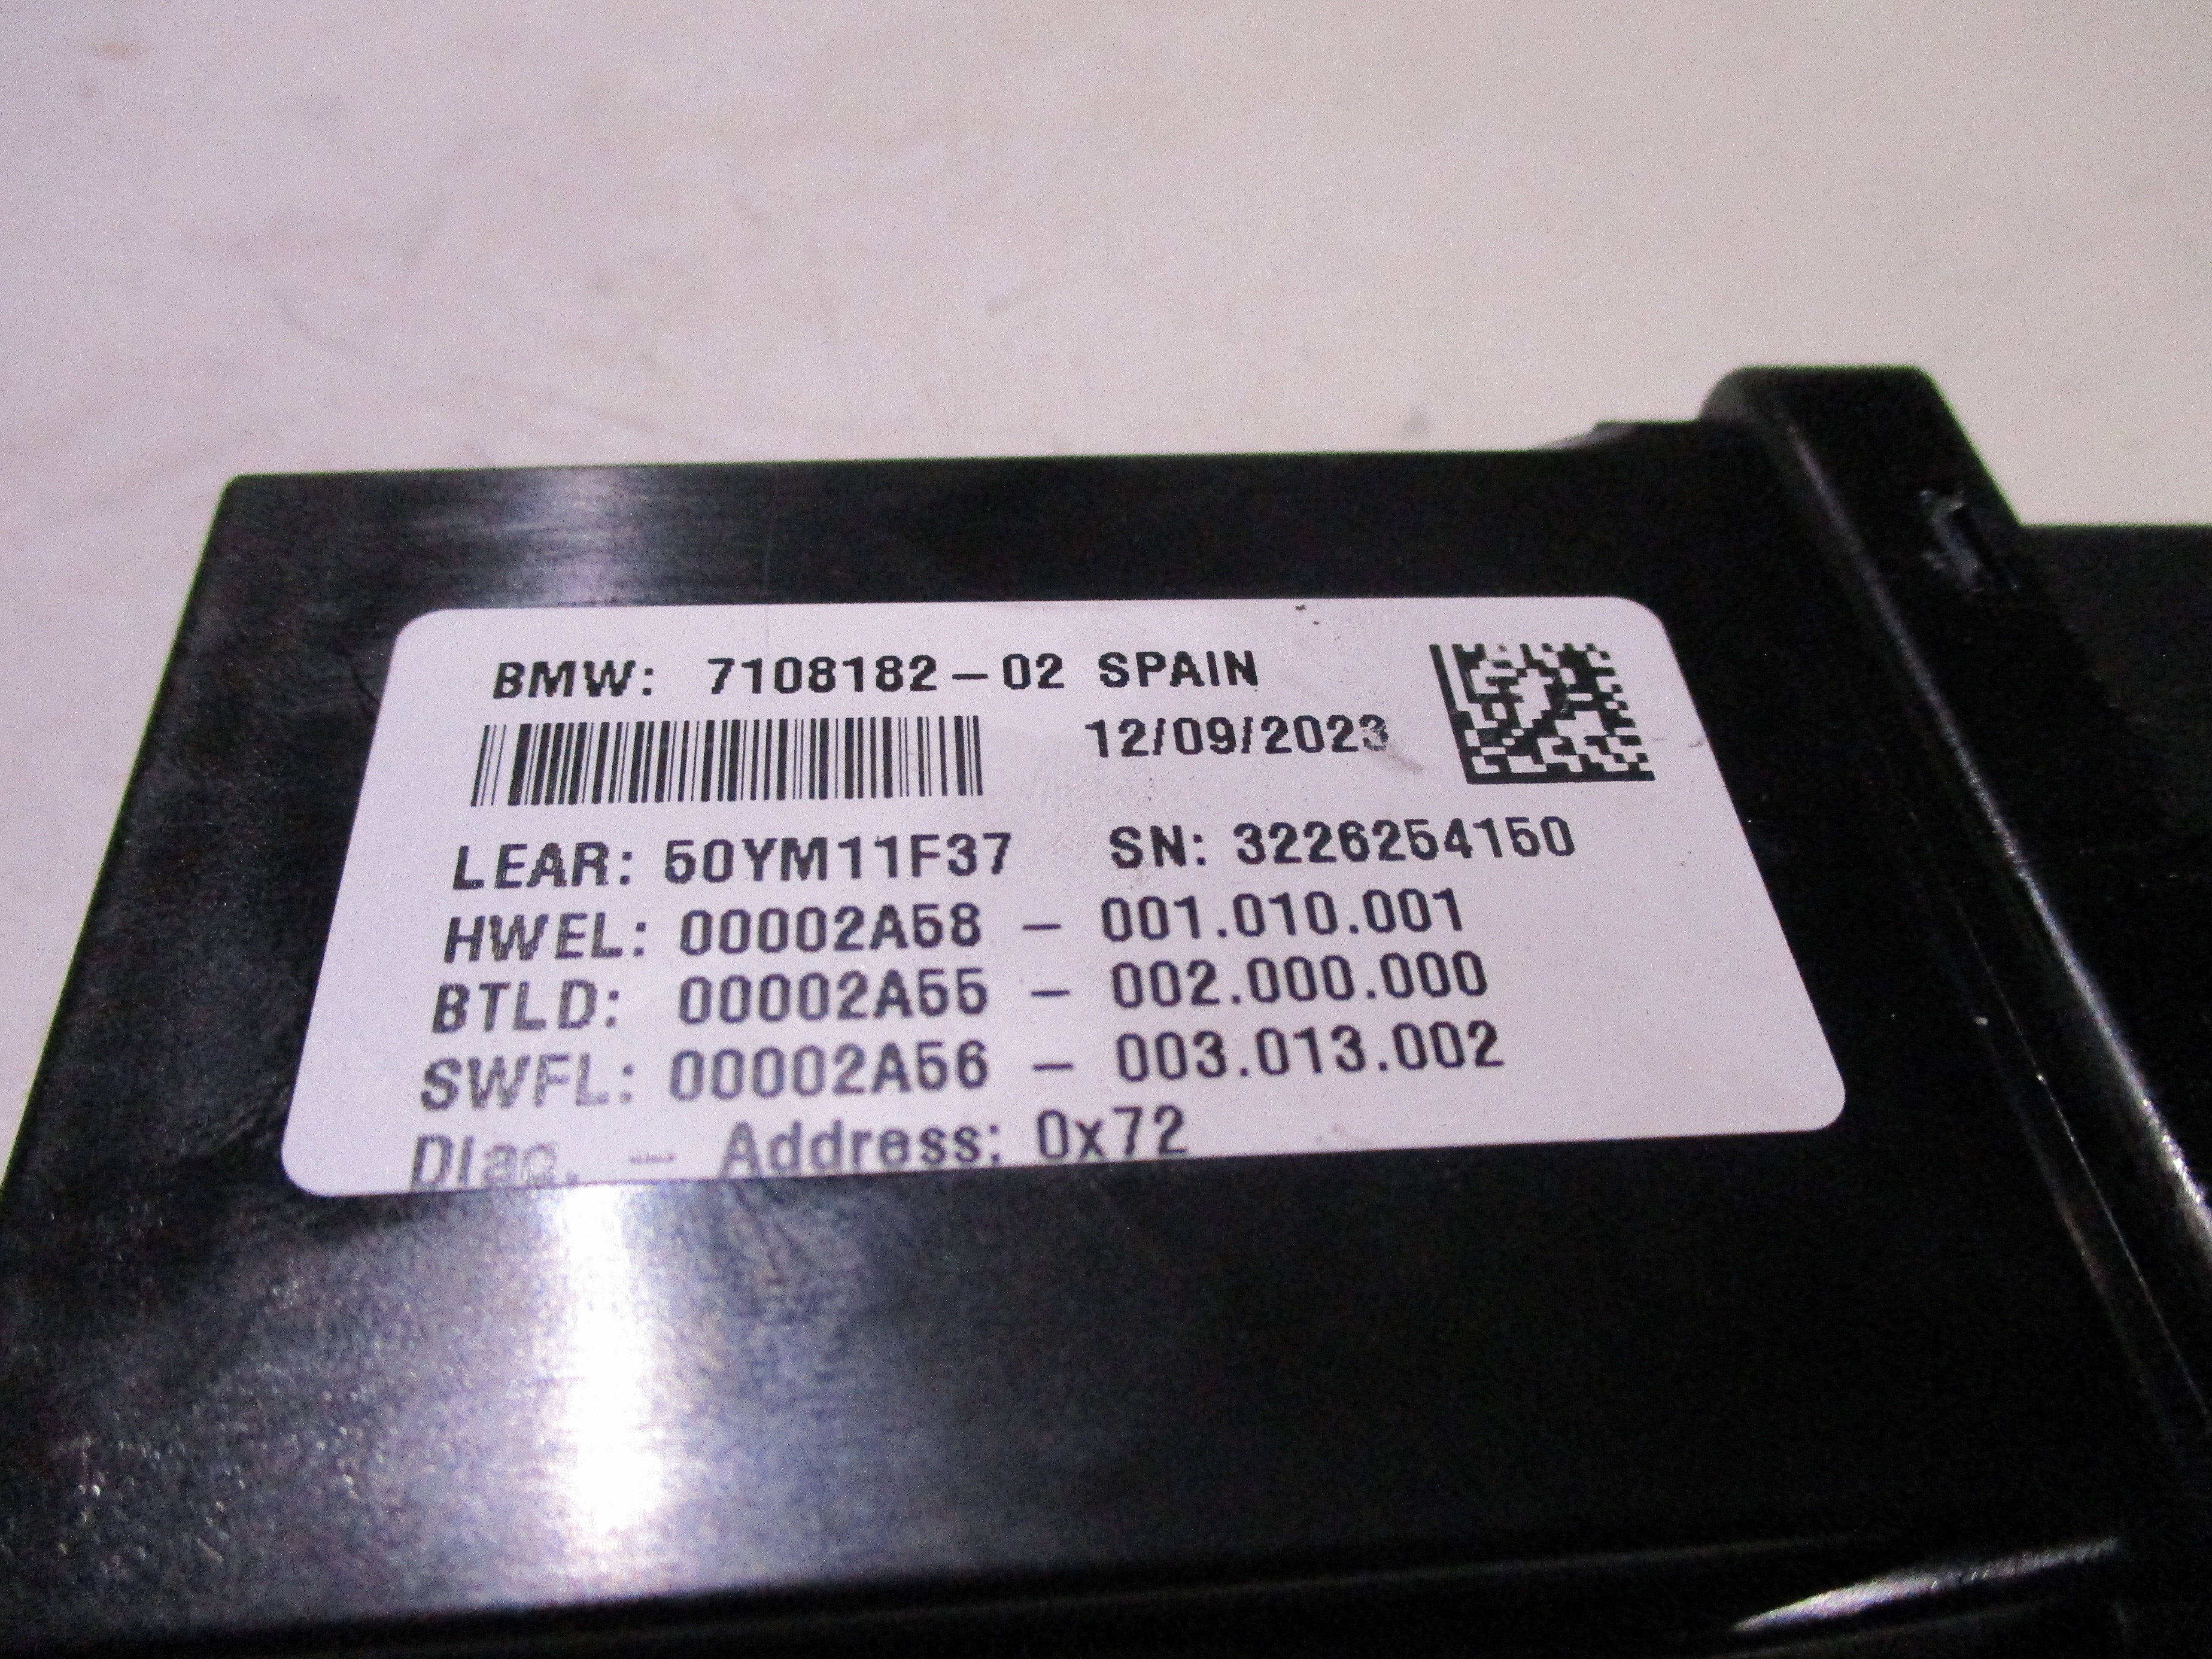 BMW: 7108182-02 SPAIN
12/09/2023
LEAR: 50YM11F37 SN: 3226254150
HWEL: 00002A58 - 001.010.001
BTLD: 00002A55 - 002.000.000
SWFL: 00002A56 - 003.013.002
Diag. - Address: 0x72